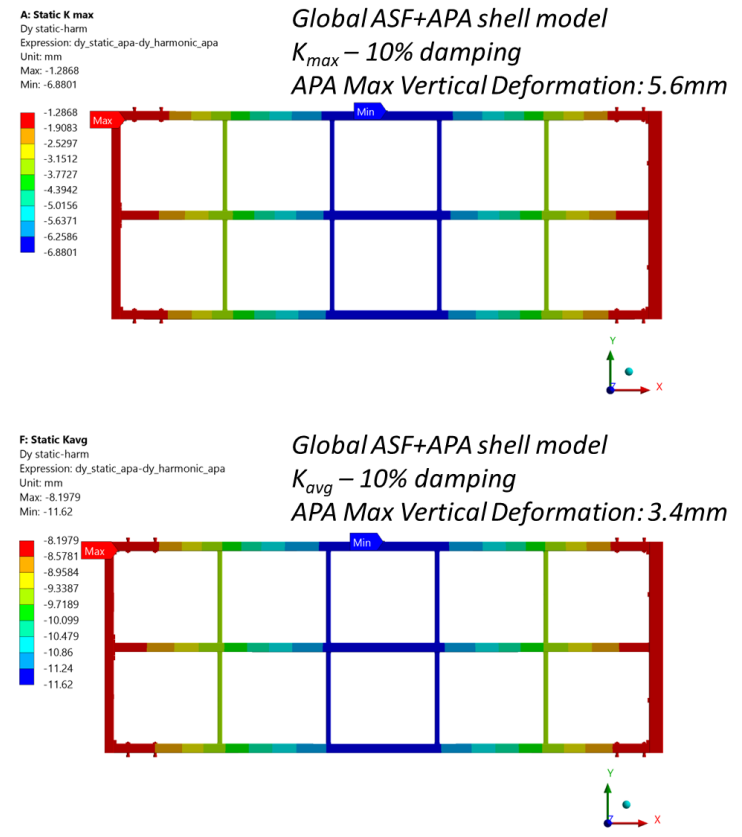 A: Static K max
Dy static-harm
Expression: dy_static_apa-dy_harmonic_apa
Unit: mm
Max: -1.2868
Min: -6.8801
Global ASF+APA shell model
Kmax – 10% damping
APA Max Vertical Deformation: 5.6mm
-1.2868
-1.9083
-2.5297
-3.1512
-3.7727
-4.3942
-5.0156
-5.6371
-6.2586
-6.8801
Max
Min
Y
Z
X
F: Static Kavg
Dy static-harm
Expression: dy_static_apa-dy_harmonic_apa
Unit: mm
Max: -8.1979
Min: -11.62
Global ASF+APA shell model
Kavg – 10% damping
APA Max Vertical Deformation: 3.4mm
-8.1979
-8.5781
-8.9584
-9.3387
-9.7189
-10.099
-10.479
-10.86
-11.24
-11.62
Max
Min
Y
Z
X